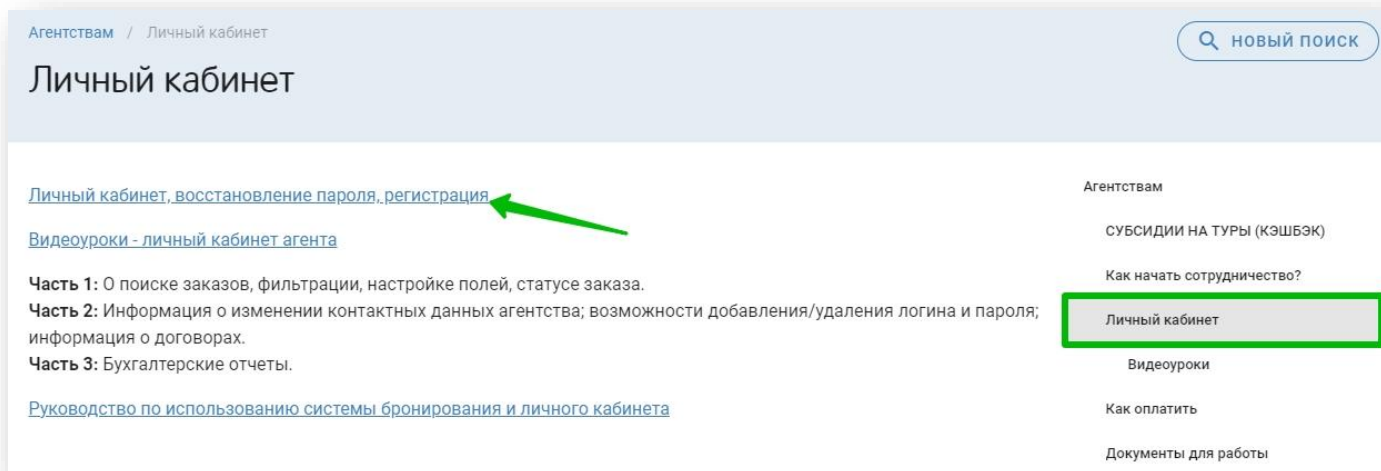 Агентствам / Личный кабинет
НОВЫЙ ПОИСК
Личный кабинет
Личный кабинет, восстановление пароля, регистрация
Видеоуроки - личный кабинет агента
Часть 1: О поиске заказов, фильтрации, настройке полей, статусе заказа.
Часть 2: Информация о изменении контактных данных агентства; возможности добавления/удаления логина и пароля;
информация о договорах.
Часть 3: Бухгалтерские отчеты.
Руководство по использованию системы бронирования и личного кабинета
Агентствам
СУБСИДИИ НА ТУРЫ (КЭШБЭК)
Как начать сотрудничество?
Личный кабинет
Видеоуроки
Как оплатить
Документы для работы